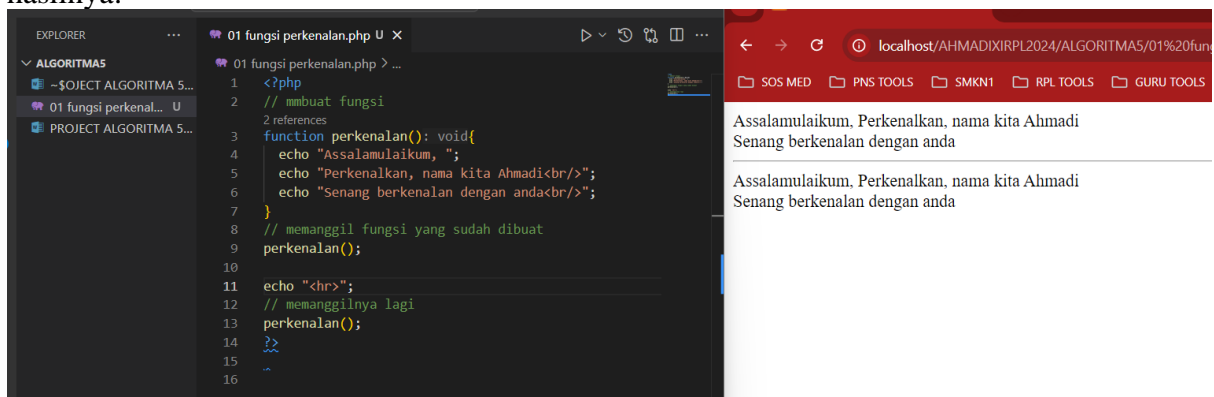 hasilnya.
EXPLORER
ALGORITMA5
~$OJECT ALGORITMA 5...
01 fungsi perkenal... U
PROJECT ALGORITMA 5...
01 fungsi perkenalan.php U
01 fungsi perkenalan.php > ...
1 <?php
2 // mmbuat fungsi
2 references
3 function perkenalan(): void{
4 echo "Assalamulaikum, ";
5 echo "Perkenalkan, nama kita Ahmadi<br/>";
6 echo "Senang berkenalan dengan anda<br/>";
7 }
8 // memanggil fungsi yang sudah dibuat
9 perkenalan();
10
11 echo "<hr>";
12 // memanggilnya lagi
13 perkenalan();
14 ?>
15
16
localhost/AHMADIXIRPL2024/ALGORITMA5/01%20fun
SOS MED PNS TOOLS SMKN1 RPL TOOLS GURU TOOLS
Assalamulaikum, Perkenalkan, nama kita Ahmadi
Senang berkenalan dengan anda
Assalamulaikum, Perkenalkan, nama kita Ahmadi
Senang berkenalan dengan anda